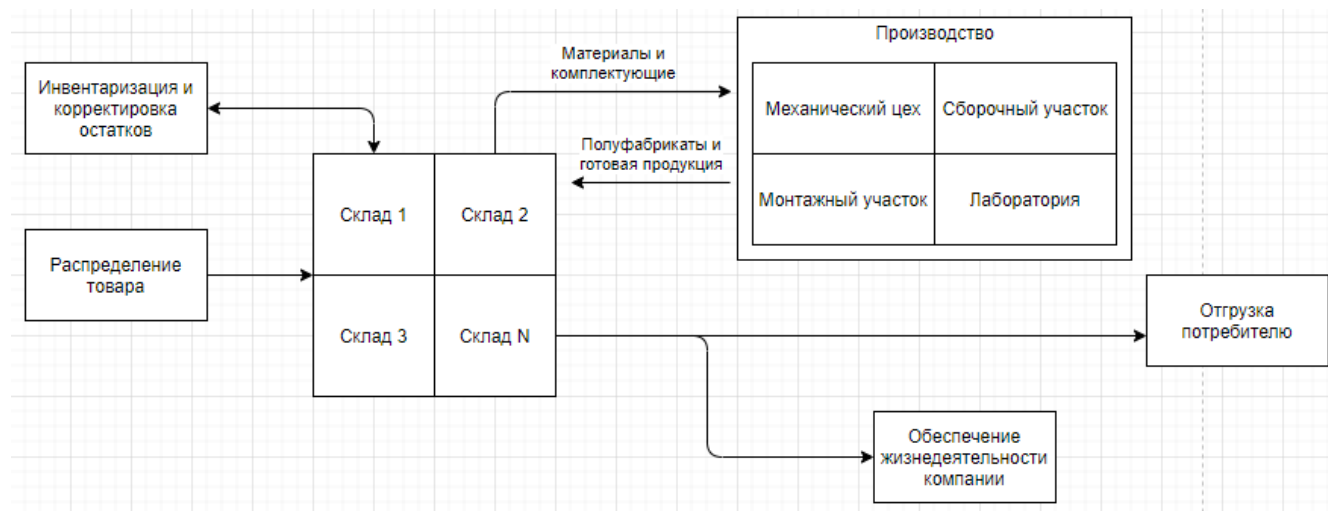 Инвентаризация и
корректировка
остатков
Распределение
товара
Склад 1
Склад 2
Склад 3
Склад N
Материалы и
комплектующие
Полуфабрикаты и
готовая продукция
Производство
Механический цех
Сборочный участок
Монтажный участок
Лаборатория
Отгрузка
потребителю
Обеспечение
жизнедеятельности
компании